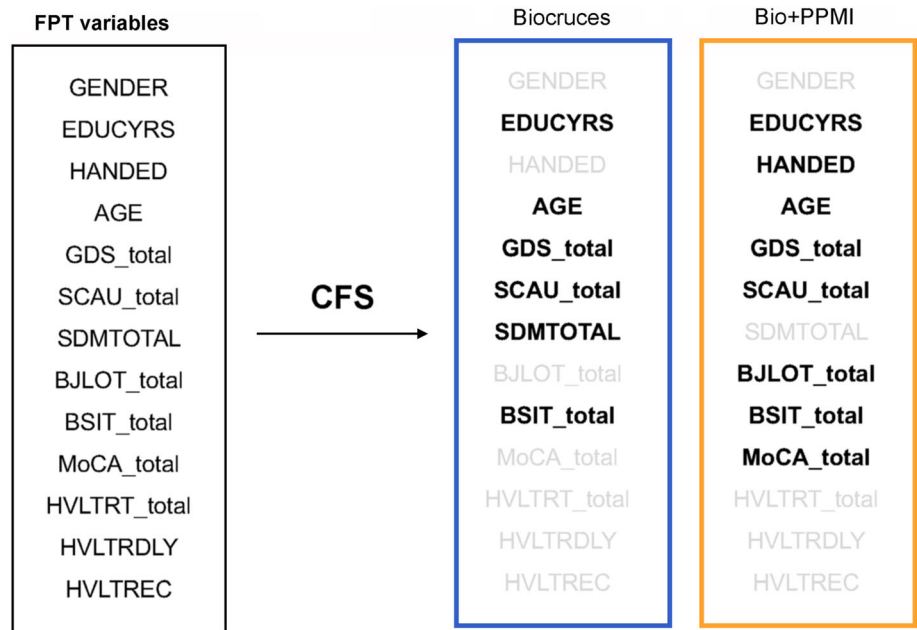 FPT variables
GENDER
EDUCYRS
HANDED
AGE
GDS_total
SCAU_total
SDMTOTAL
BJLOT_total
BSIT_total
MoCA_total
HVLTRT_total
HVLTRDLY
HVLTREC
CFS
Biocruces
GENDER
EDUCYRS
HANDED
AGE
GDS_total
SCAU_total
SDMTOTAL
BJLOT_total
BSIT_total
MoCA_total
HVLTRT_total
HVLTRDLY
HVLTREC
Bio+PPMI
GENDER
EDUCYRS
HANDED
AGE
GDS_total
SCAU_total
SDMTOTAL
BJLOT_total
BSIT_total
MoCA_total
HVLTRT_total
HVLTRDLY
HVLTREC